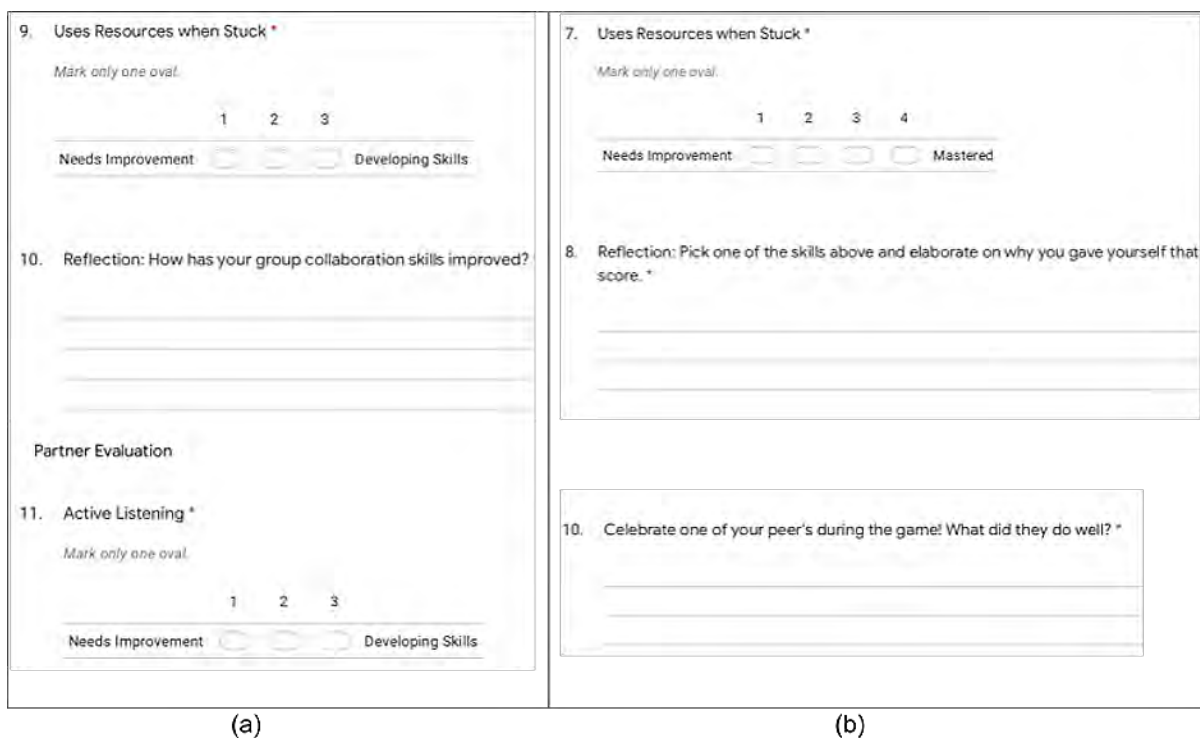 9. Uses Resources when Stuck *
Mark only one oval.
1 2 3
Needs Improvement Developing Skills
10. Reflection: How has your group collaboration skills improved?
Partner Evaluation
11. Active Listening *
Mark only one oval.
1 2 3
Needs Improvement Developing Skills
(a)
7. Uses Resources when Stuck *
Mark only one oval.
1 2 3 4
Needs Improvement Mastered
8. Reflection: Pick one of the skills above and elaborate on why you gave yourself that
score. *
10. Celebrate one of your peer's during the game! What did they do well? *
(b)